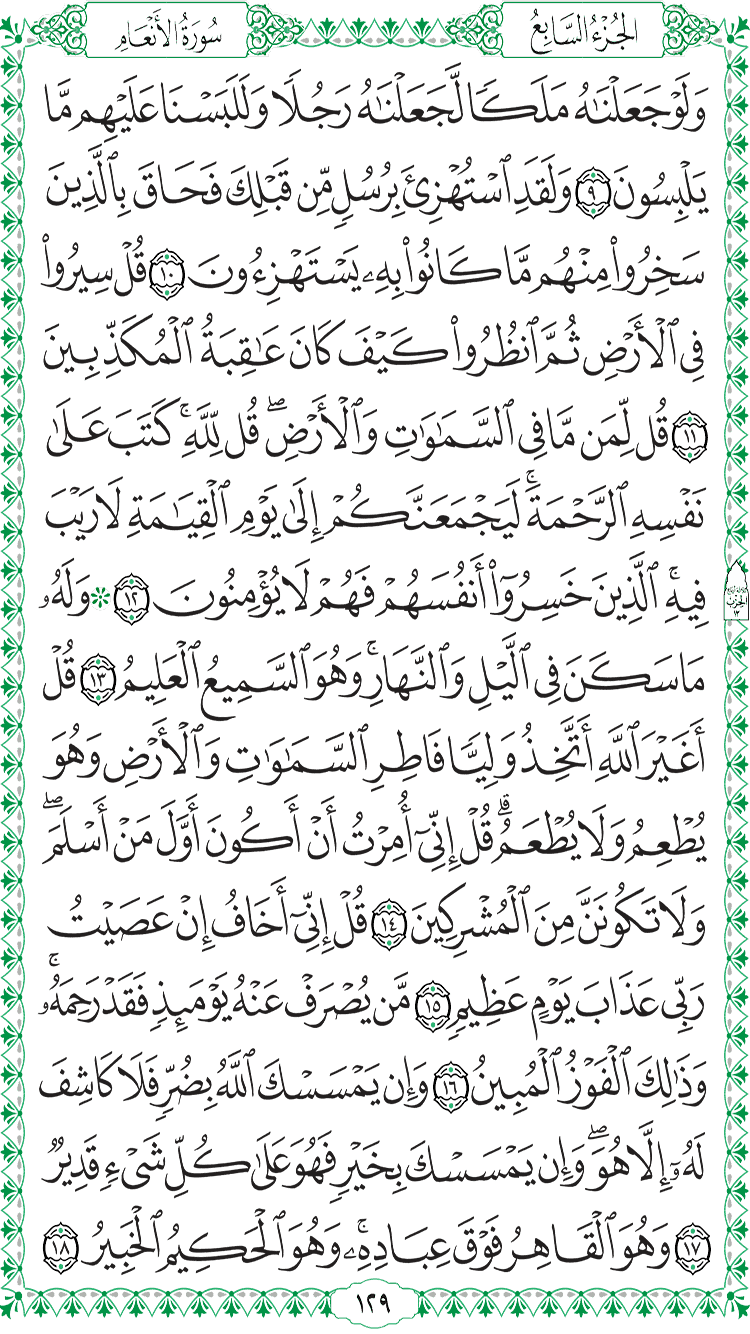 الجُزْءُ السَّابِعُ
سُورَةُ الأَنْعَامِ
وَلَوۡ جَعَلۡنَٰهُ مَلَكٗا لَّجَعَلۡنَٰهُ رَجُلٗا وَلَلَبَسۡنَا عَلَيۡهِم مَّا
يَلۡبِسُونَ ٩ وَلَقَدِ ٱسۡتُهۡزِئَ بِرُسُلٖ مِّن قَبۡلِكَ فَحَاقَ بِٱلَّذِينَ
سَخِرُواْ مِنۡهُم مَّا كَانُواْ بِهِۦ يَسۡتَهۡزِءُونَ ١٠ قُلۡ سِيرُواْ
فِي ٱلۡأَرۡضِ ثُمَّ ٱنظُرُواْ كَيۡفَ كَانَ عَٰقِبَةُ ٱلۡمُكَذِّبِينَ
١١ قُل لِّمَن مَّا فِي ٱلسَّمَٰوَٰتِ وَٱلۡأَرۡضِۖ قُل لِّلَّهِۚ كَتَبَ عَلَىٰ
نَفۡسِهِ ٱلرَّحۡمَةَۚ لَيَجۡمَعَنَّكُمۡ إِلَىٰ يَوۡمِ ٱلۡقِيَٰمَةِ لَا رَيۡبَ
فِيهِۚ ٱلَّذِينَ خَسِرُوٓاْ أَنفُسَهُمۡ فَهُمۡ لَا يُؤۡمِنُونَ ١٢ ۞ وَلَهُۥ
مَا سَكَنَ فِي ٱلَّيۡلِ وَٱلنَّهَارِۚ وَهُوَ ٱلسَّمِيعُ ٱلۡعَلِيمُ ١٣ قُلۡ
أَغَيۡرَ ٱللَّهِ أَتَّخِذُ وَلِيّٗا فَاطِرِ ٱلسَّمَٰوَٰتِ وَٱلۡأَرۡضِ وَهُوَ
يُطۡعِمُ وَلَا يُطۡعَمُۗ قُلۡ إِنِّيٓ أُمِرۡتُ أَنۡ أَكُونَ أَوَّلَ مَنۡ أَسۡلَمَۖ
وَلَا تَكُونَنَّ مِنَ ٱلۡمُشۡرِكِينَ ١٤ قُلۡ إِنِّيٓ أَخَافُ إِنۡ عَصَيۡتُ
رَبِّي عَذَابَ يَوۡمٍ عَظِيمٖ ١٥ مَّن يُصۡرَفۡ عَنۡهُ يَوۡمَئِذٖ فَقَدۡ رَحِمَهُۥۚ
وَذَٰلِكَ ٱلۡفَوۡزُ ٱلۡمُبِينُ ١٦ وَإِن يَمۡسَسۡكَ ٱللَّهُ بِضُرّٖ فَلَا كَاشِفَ
لَهُۥٓ إِلَّا هُوَۖ وَإِن يَمۡسَسۡكَ بِخَيۡرٖ فَهُوَ عَلَىٰ كُلِّ شَيۡءٖ قَدِيرٞ
١٧ وَهُوَ ٱلۡقَاهِرُ فَوۡقَ عِبَادِهِۦۚ وَهُوَ ٱلۡحَكِيمُ ٱلۡخَبِيرُ ١٨
١٢٩